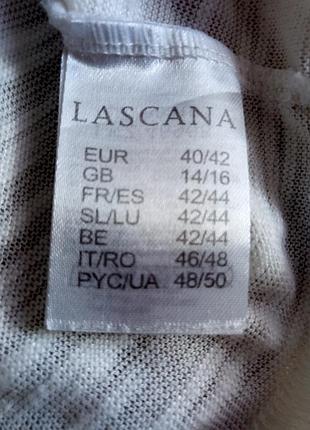 LASCANA
EUR 40/42
GB 14/16
FR/ES 42/44
SL/LU 42/44
BE 42/44
IT/RO 46/48
РУС/UA 48/50